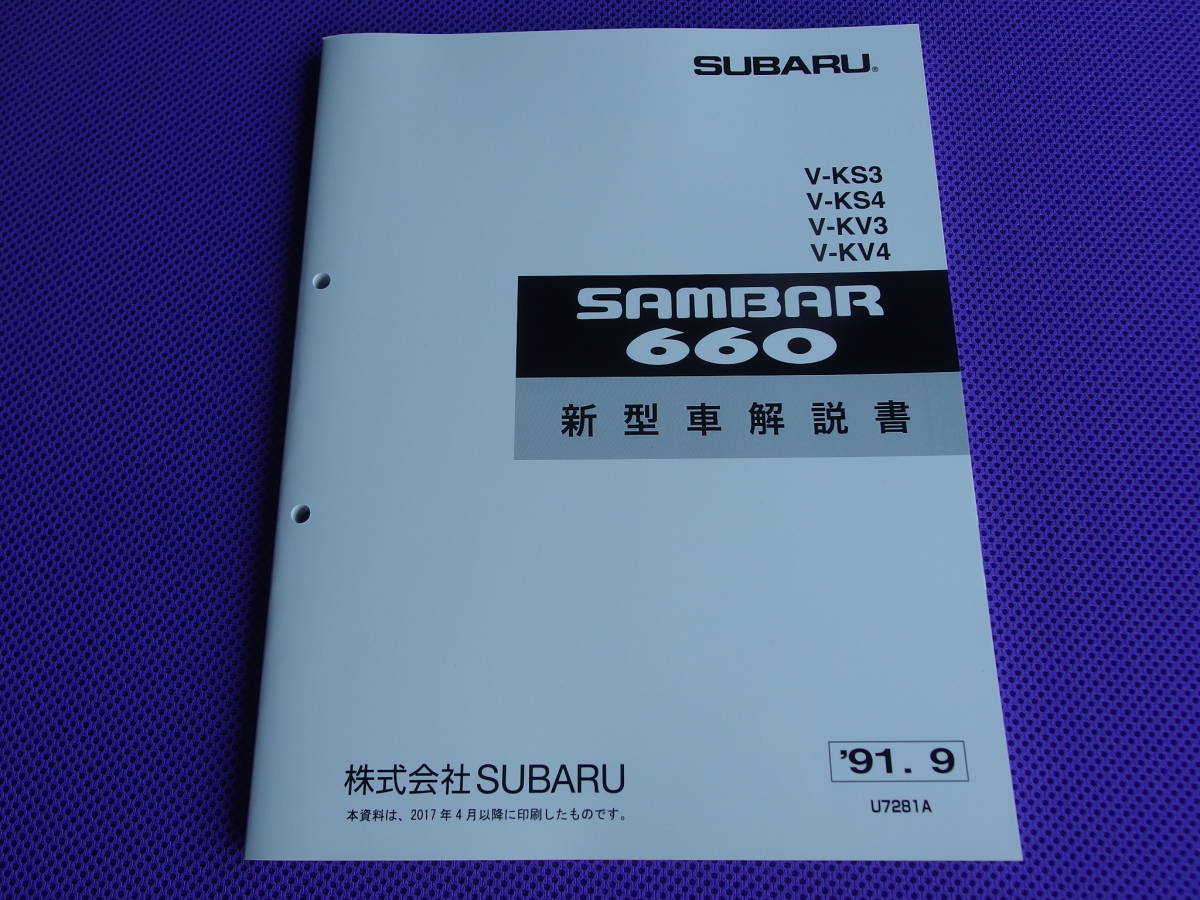 SUBARU®
V-KS3
V-KS4
V-KV3
V-KV4
SAMBAR
660
新型車解説書
'91. 9
株式会社SUBARU
本資料は、2017年4月以降に印刷したものです。
U7281A